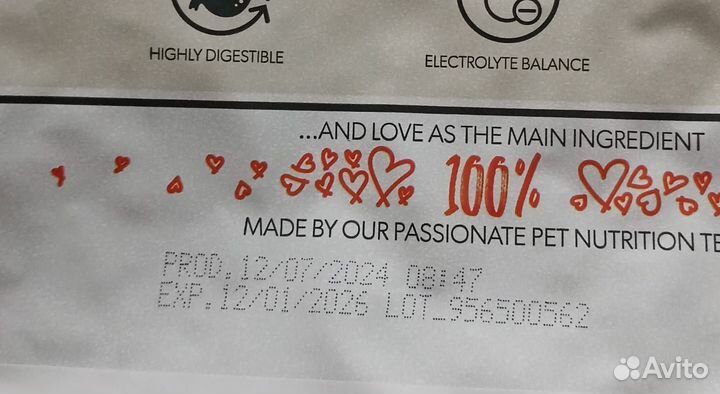 HIGHLY DIGESTIBLE
ELECTROLYTE BALANCE
...AND LOVE AS THE MAIN INGREDIENT
100%
MADE BY OUR PASSIONATE PET NUTRITION TE
PROD.12/07/2024 08:47
EXP.12/01/2026 LOT_956500562
Avito